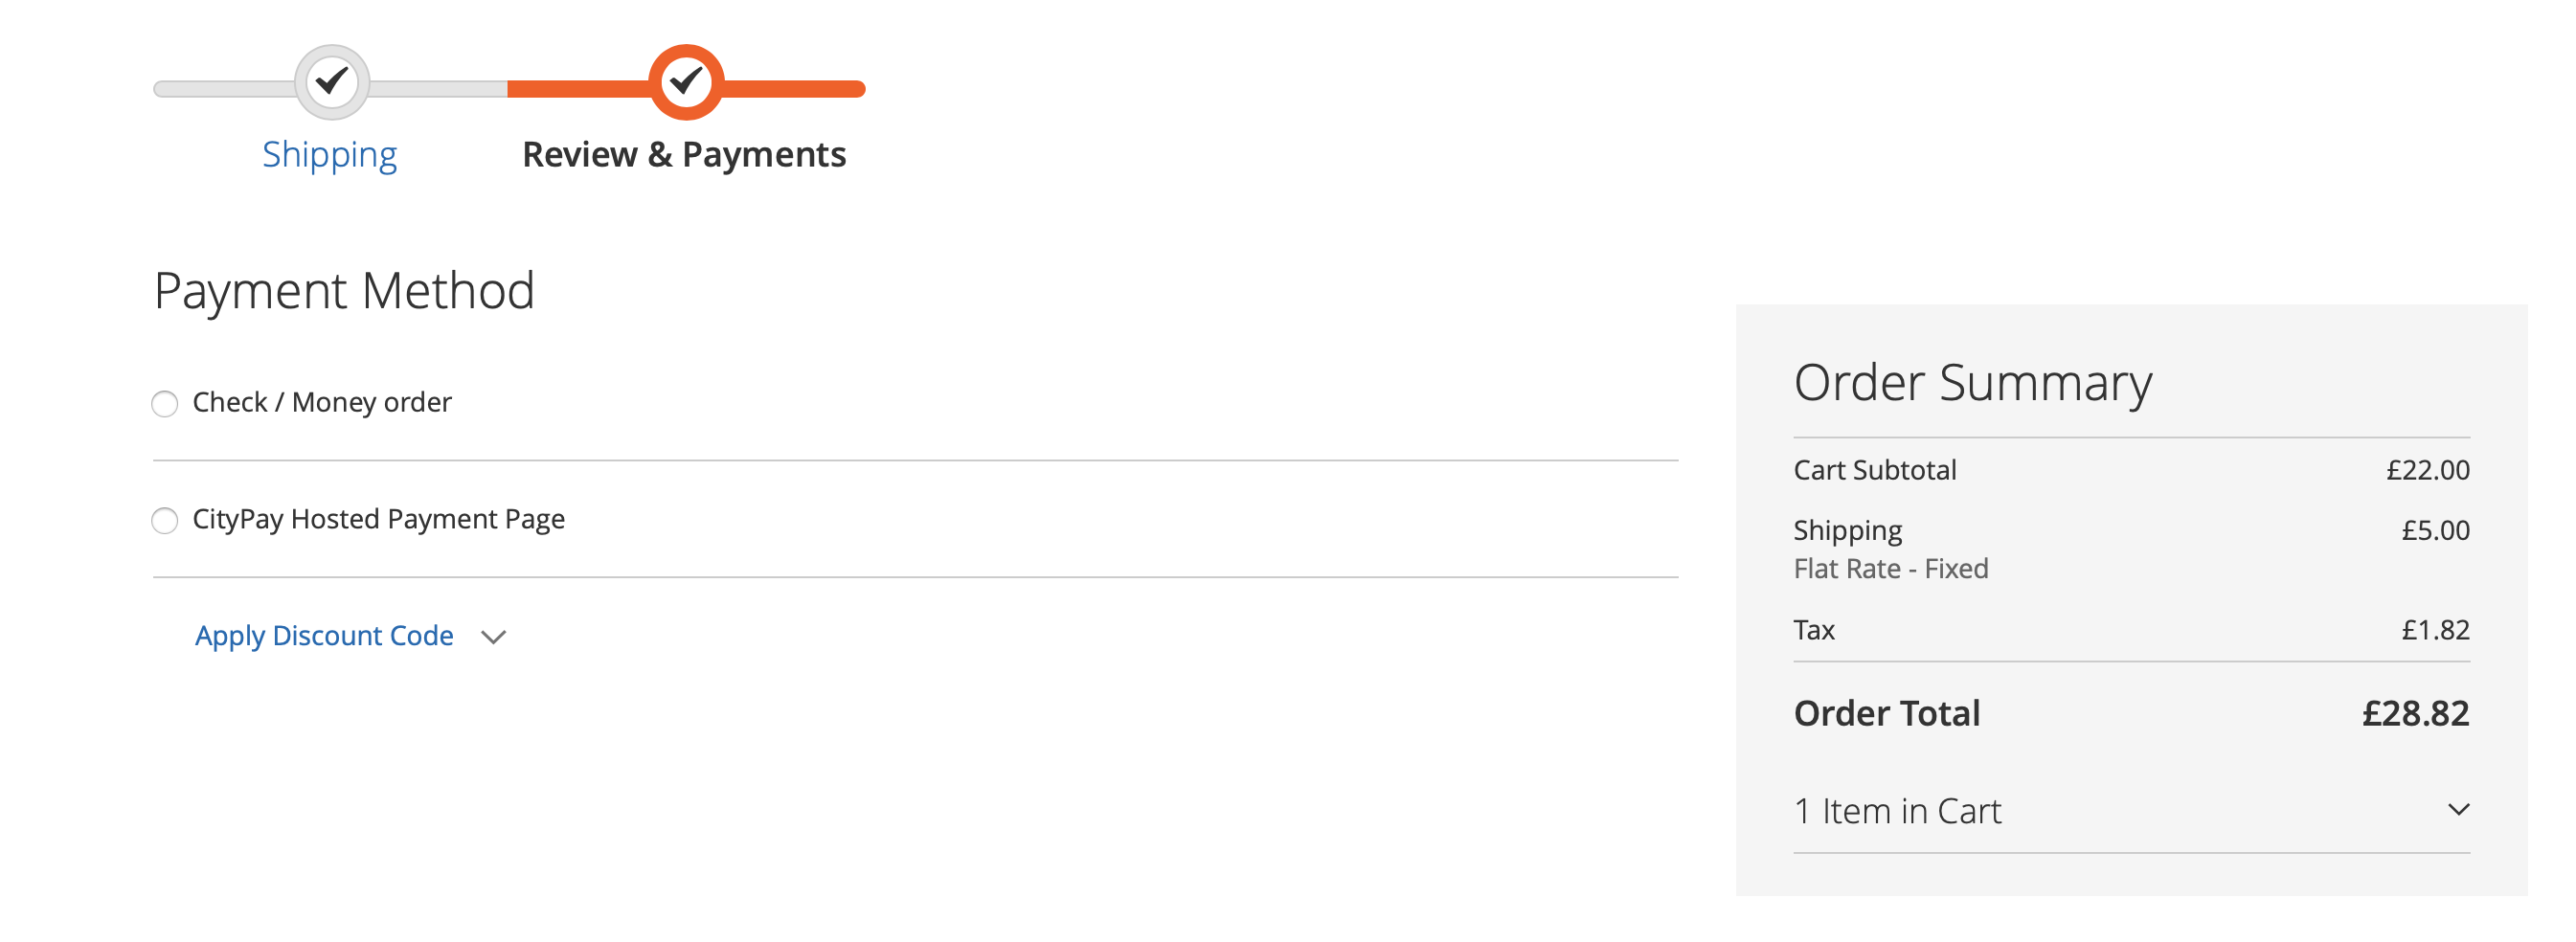 Shipping
Review & Payments
Payment Method
Check / Money order
CityPay Hosted Payment Page
Apply Discount Code
Order Summary
Cart Subtotal £22.00
Shipping £5.00
Flat Rate - Fixed
Tax £1.82
Order Total £28.82
1 Item in Cart